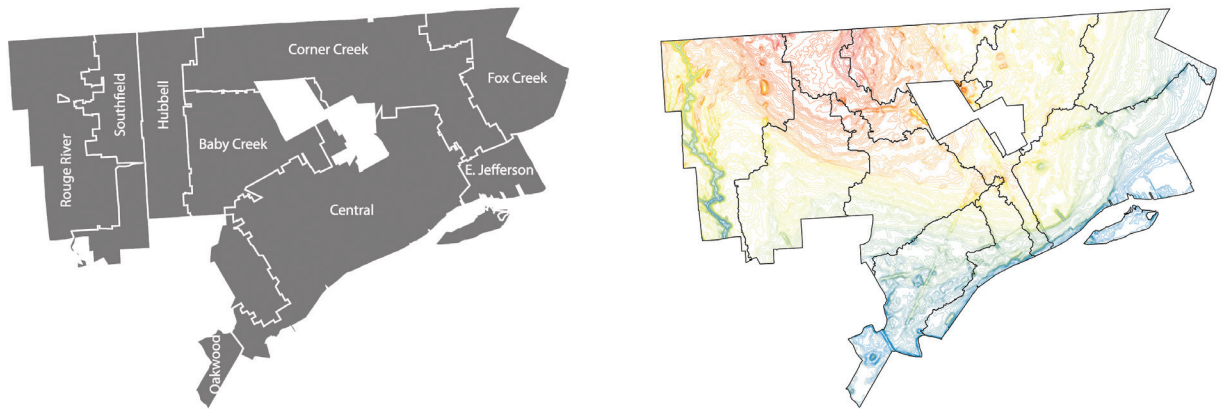 Corner Creek
Fox Creek
Southfield
Hubbell
Baby Creek
Rouge River
E. Jefferson
Central
Oakwood